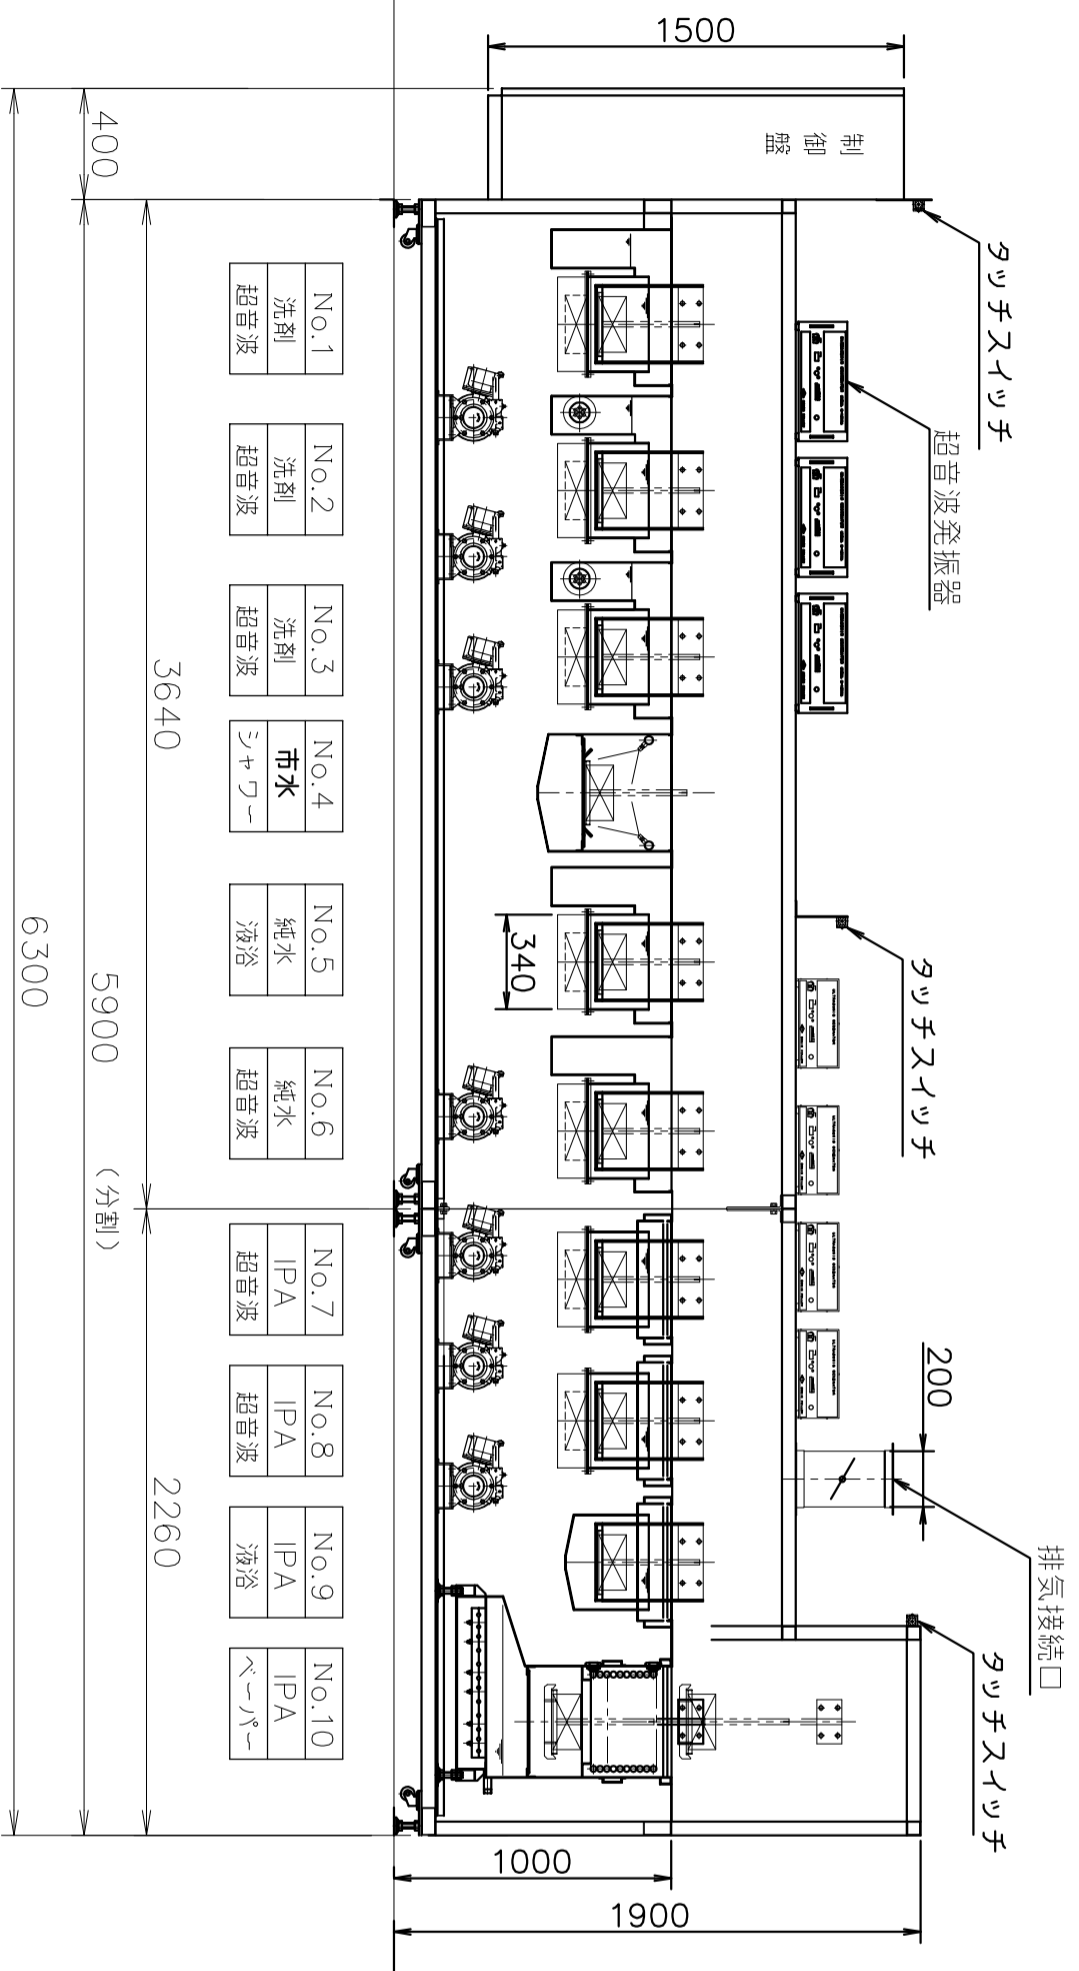 1500
400
制御盤
タッチスイッチ
超音波発振器
タッチスイッチ
200
排気接続口
タッチスイッチ
340
1000
1900
No.1
洗剤
超音波
No.2
洗剤
超音波
No.3
洗剤
超音波
No.4
市水
シャワー
No.5
純水
液浴
No.6
純水
超音波
No.7
IPA
超音波
No.8
IPA
超音波
No.9
IPA
液浴
No.10
IPA
ベーパー
3640
2260
5900
(分割)
6300